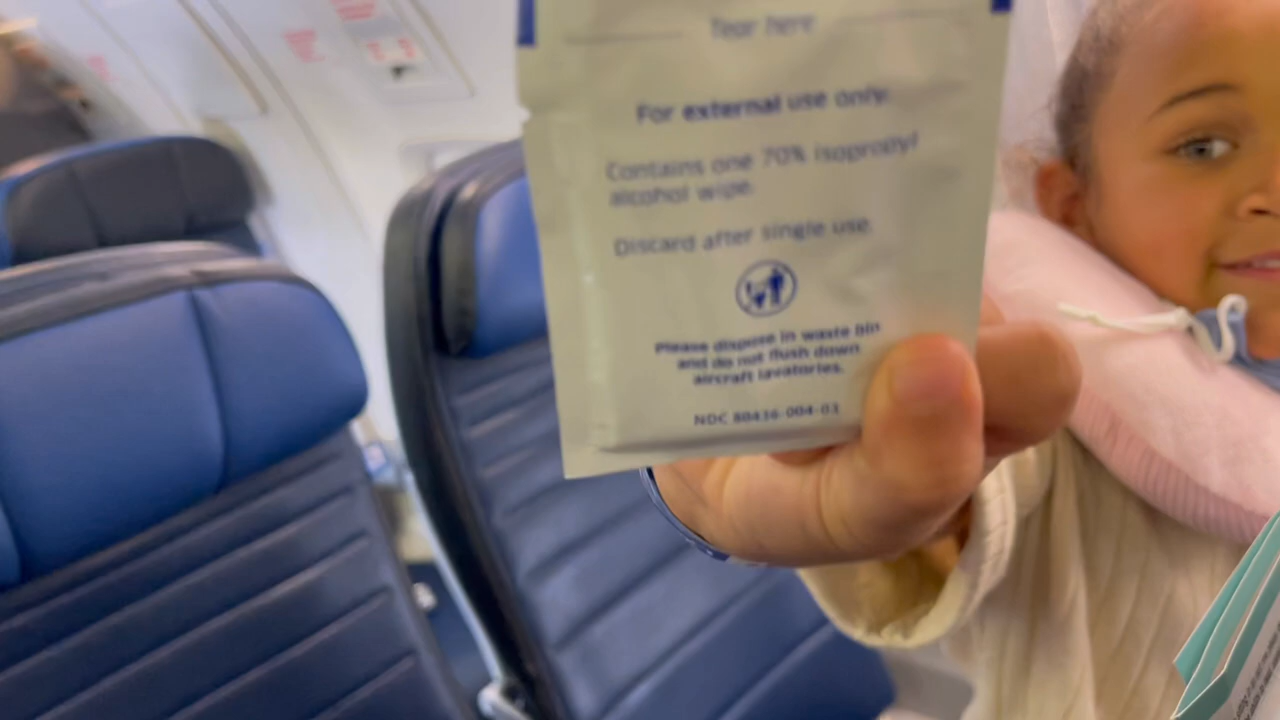 Tear here
For external use only.
Contains one 70% isopropyl
alcohol wipe.
Discard after single use.
Please dispose in waste bin
and do not flush down
aircraft lavatories.
NDC 80436-004-01